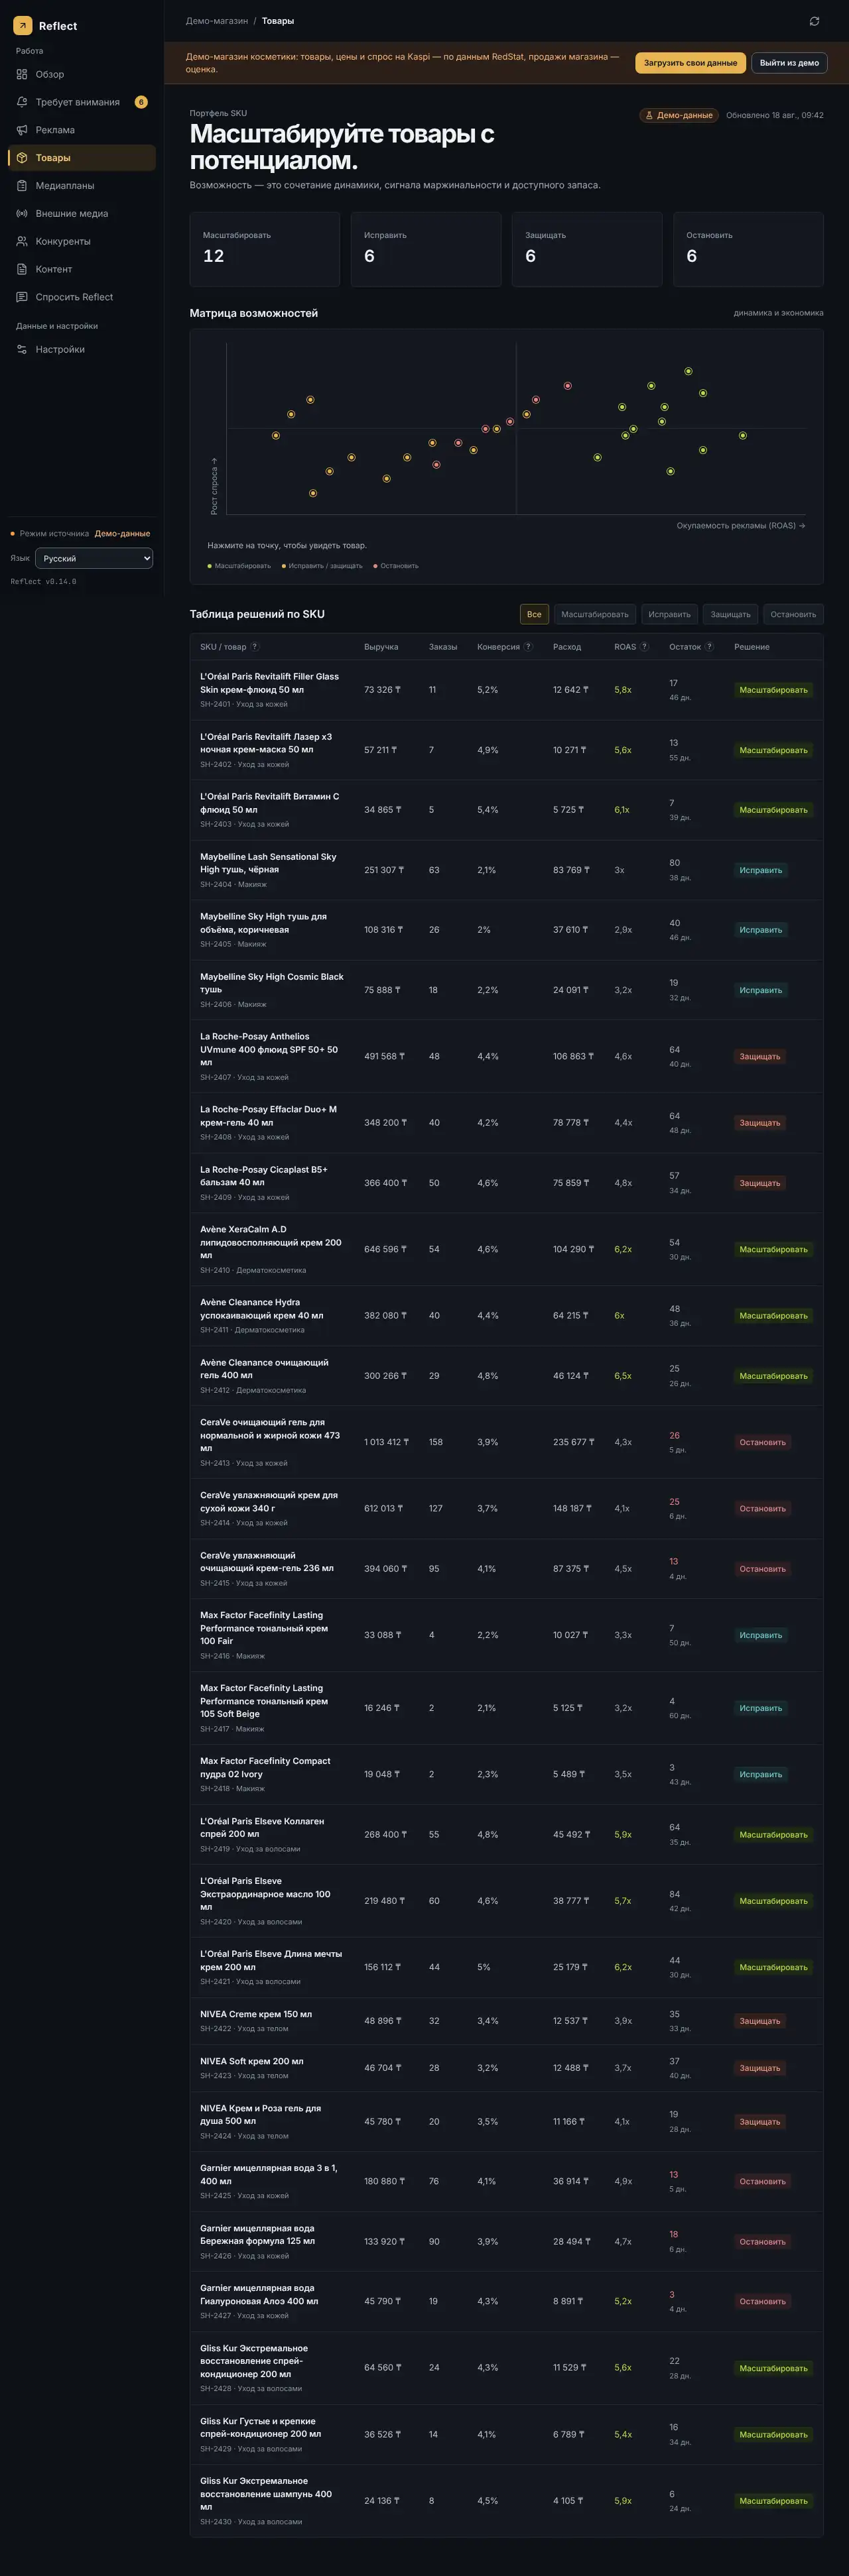 Reflect
Работа
Обзор
Требует внимания 6
Реклама
Товары
Медиапланы
Внешние медиа
Конкуренты
Контент
Спросить Reflect
Данные и настройки
Настройки
Режим источника Демо-данные
Язык Русский
Reflect v0.14.0
Демо-магазин / Товары
Демо-магазин косметики: товары, цены и спрос на Kaspi — по данным RedStat, продажи магазина —
оценка.
Загрузить свои данные
Выйти из демо
Портфель SKU
Масштабируйте товары с
потенциалом.
Возможность — это сочетание динамики, сигнала маржинальности и доступного запаса.
Демо-данные Обновлено 18 авг., 09:42
Масштабировать
12
Исправить
6
Защищать
6
Остановить
6
Матрица возможностей
динамика и экономика
Рост спроса →
Окупаемость рекламы (ROAS) →
Нажмите на точку, чтобы увидеть товар.
Масштабировать Исправить / защищать Остановить
Таблица решений по SKU
Все Масштабировать Исправить Защищать Остановить
SKU / товар ? Выручка Заказы Конверсия ? Расход ROAS ? Остаток ? Решение
L'Oréal Paris Revitalift Filler Glass
Skin крем-флюид 50 мл
SH-2401 · Уход за кожей
73 326 ₸ 11 5,2% 12 642 ₸ 5,8x 17
46 дн.
Масштабировать
L'Oréal Paris Revitalift Лазер x3
ночная крем-маска 50 мл
SH-2402 · Уход за кожей
57 211 ₸ 7 4,9% 10 271 ₸ 5,6x 13
55 дн.
Масштабировать
L'Oréal Paris Revitalift Витамин С
флюид 50 мл
SH-2403 · Уход за кожей
34 865 ₸ 5 5,4% 5 725 ₸ 6,1x 7
39 дн.
Масштабировать
Maybelline Lash Sensational Sky
High тушь, чёрная
SH-2404 · Макияж
251 307 ₸ 63 2,1% 83 769 ₸ 3x 80
38 дн.
Исправить
Maybelline Sky High тушь для
объёма, коричневая
SH-2405 · Макияж
108 316 ₸ 26 2% 37 610 ₸ 2,9x 40
46 дн.
Исправить
Maybelline Sky High Cosmic Black
тушь
SH-2406 · Макияж
75 888 ₸ 18 2,2% 24 091 ₸ 3,2x 19
32 дн.
Исправить
La Roche-Posay Anthelios
UVmune 400 флюид SPF 50+ 50
мл
SH-2407 · Уход за кожей
491 568 ₸ 48 4,4% 106 863 ₸ 4,6x 64
40 дн.
Защищать
La Roche-Posay Effaclar Duo+ M
крем-гель 40 мл
SH-2408 · Уход за кожей
348 200 ₸ 40 4,2% 78 778 ₸ 4,4x 64
48 дн.
Защищать
La Roche-Posay Cicaplast B5+
бальзам 40 мл
SH-2409 · Уход за кожей
366 400 ₸ 50 4,6% 75 859 ₸ 4,8x 57
34 дн.
Защищать
Avène XeraCalm A.D
липидовосполняющий крем 200
мл
SH-2410 · Дерматокосметика
646 596 ₸ 54 4,6% 104 290 ₸ 6,2x 54
30 дн.
Масштабировать
Avène Cleanance Hydra
успокаивающий крем 40 мл
SH-2411 · Дерматокосметика
382 080 ₸ 40 4,4% 64 215 ₸ 6x 48
36 дн.
Масштабировать
Avène Cleanance очищающий
гель 400 мл
SH-2412 · Дерматокосметика
300 266 ₸ 29 4,8% 46 124 ₸ 6,5x 25
26 дн.
Масштабировать
CeraVe очищающий гель для
нормальной и жирной кожи 473
мл
SH-2413 · Уход за кожей
1 013 412 ₸ 158 3,9% 235 677 ₸ 4,3x 26
5 дн.
Остановить
CeraVe увлажняющий крем для
сухой кожи 340 г
SH-2414 · Уход за кожей
612 013 ₸ 127 3,7% 148 187 ₸ 4,1x 25
6 дн.
Остановить
CeraVe увлажняющий
очищающий крем-гель 236 мл
SH-2415 · Уход за кожей
394 060 ₸ 95 4,1% 87 375 ₸ 4,5x 13
4 дн.
Остановить
Max Factor Facefinity Lasting
Performance тональный крем
100 Fair
SH-2416 · Макияж
33 088 ₸ 4 2,2% 10 027 ₸ 3,3x 7
50 дн.
Исправить
Max Factor Facefinity Lasting
Performance тональный крем
105 Soft Beige
SH-2417 · Макияж
16 246 ₸ 2 2,1% 5 125 ₸ 3,2x 4
60 дн.
Исправить
Max Factor Facefinity Compact
пудра 02 Ivory
SH-2418 · Макияж
19 048 ₸ 2 2,3% 5 489 ₸ 3,5x 3
43 дн.
Исправить
L'Oréal Paris Elseve Коллаген
спрей 200 мл
SH-2419 · Уход за волосами
268 400 ₸ 55 4,8% 45 492 ₸ 5,9x 64
35 дн.
Масштабировать
L'Oréal Paris Elseve
Экстраординарное масло 100
мл
SH-2420 · Уход за волосами
219 480 ₸ 60 4,6% 38 777 ₸ 5,7x 84
42 дн.
Масштабировать
L'Oréal Paris Elseve Длина мечты
крем 200 мл
SH-2421 · Уход за волосами
156 112 ₸ 44 5% 25 179 ₸ 6,2x 44
30 дн.
Масштабировать
NIVEA Creme крем 150 мл
SH-2422 · Уход за телом
48 896 ₸ 32 3,4% 12 537 ₸ 3,9x 35
33 дн.
Защищать
NIVEA Soft крем 200 мл
SH-2423 · Уход за телом
46 704 ₸ 28 3,2% 12 488 ₸ 3,7x 37
40 дн.
Защищать
NIVEA Крем и Роза гель для
душа 500 мл
SH-2424 · Уход за телом
45 780 ₸ 20 3,5% 11 166 ₸ 4,1x 19
28 дн.
Защищать
Garnier мицеллярная вода 3 в 1,
400 мл
SH-2425 · Уход за кожей
180 880 ₸ 76 4,1% 36 914 ₸ 4,9x 13
5 дн.
Остановить
Garnier мицеллярная вода
Бережная формула 125 мл
SH-2426 · Уход за кожей
133 920 ₸ 90 3,9% 28 494 ₸ 4,7x 18
6 дн.
Остановить
Garnier мицеллярная вода
Гиалуроновая Алоэ 400 мл
SH-2427 · Уход за кожей
45 790 ₸ 19 4,3% 8 891 ₸ 5,2x 3
4 дн.
Остановить
Gliss Kur Экстремальное
восстановление спрей-
кондиционер 200 мл
SH-2428 · Уход за волосами
64 560 ₸ 24 4,3% 11 529 ₸ 5,6x 22
28 дн.
Масштабировать
Gliss Kur Густые и крепкие
спрей-кондиционер 200 мл
SH-2429 · Уход за волосами
36 526 ₸ 14 4,1% 6 789 ₸ 5,4x 16
34 дн.
Масштабировать
Gliss Kur Экстремальное
восстановление шампунь 400
мл
SH-2430 · Уход за волосами
24 136 ₸ 8 4,5% 4 105 ₸ 5,9x 6
24 дн.
Масштабировать